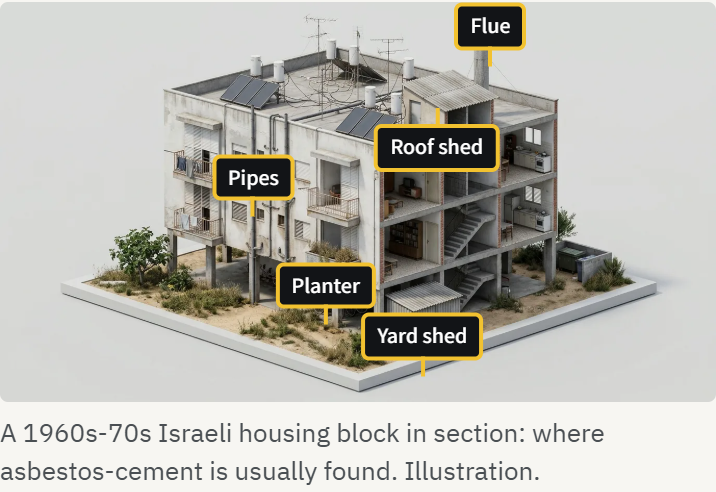 Flue
Roof shed
Pipes
Planter
Yard shed
A 1960s-70s Israeli housing block in section: where
asbestos-cement is usually found. Illustration.